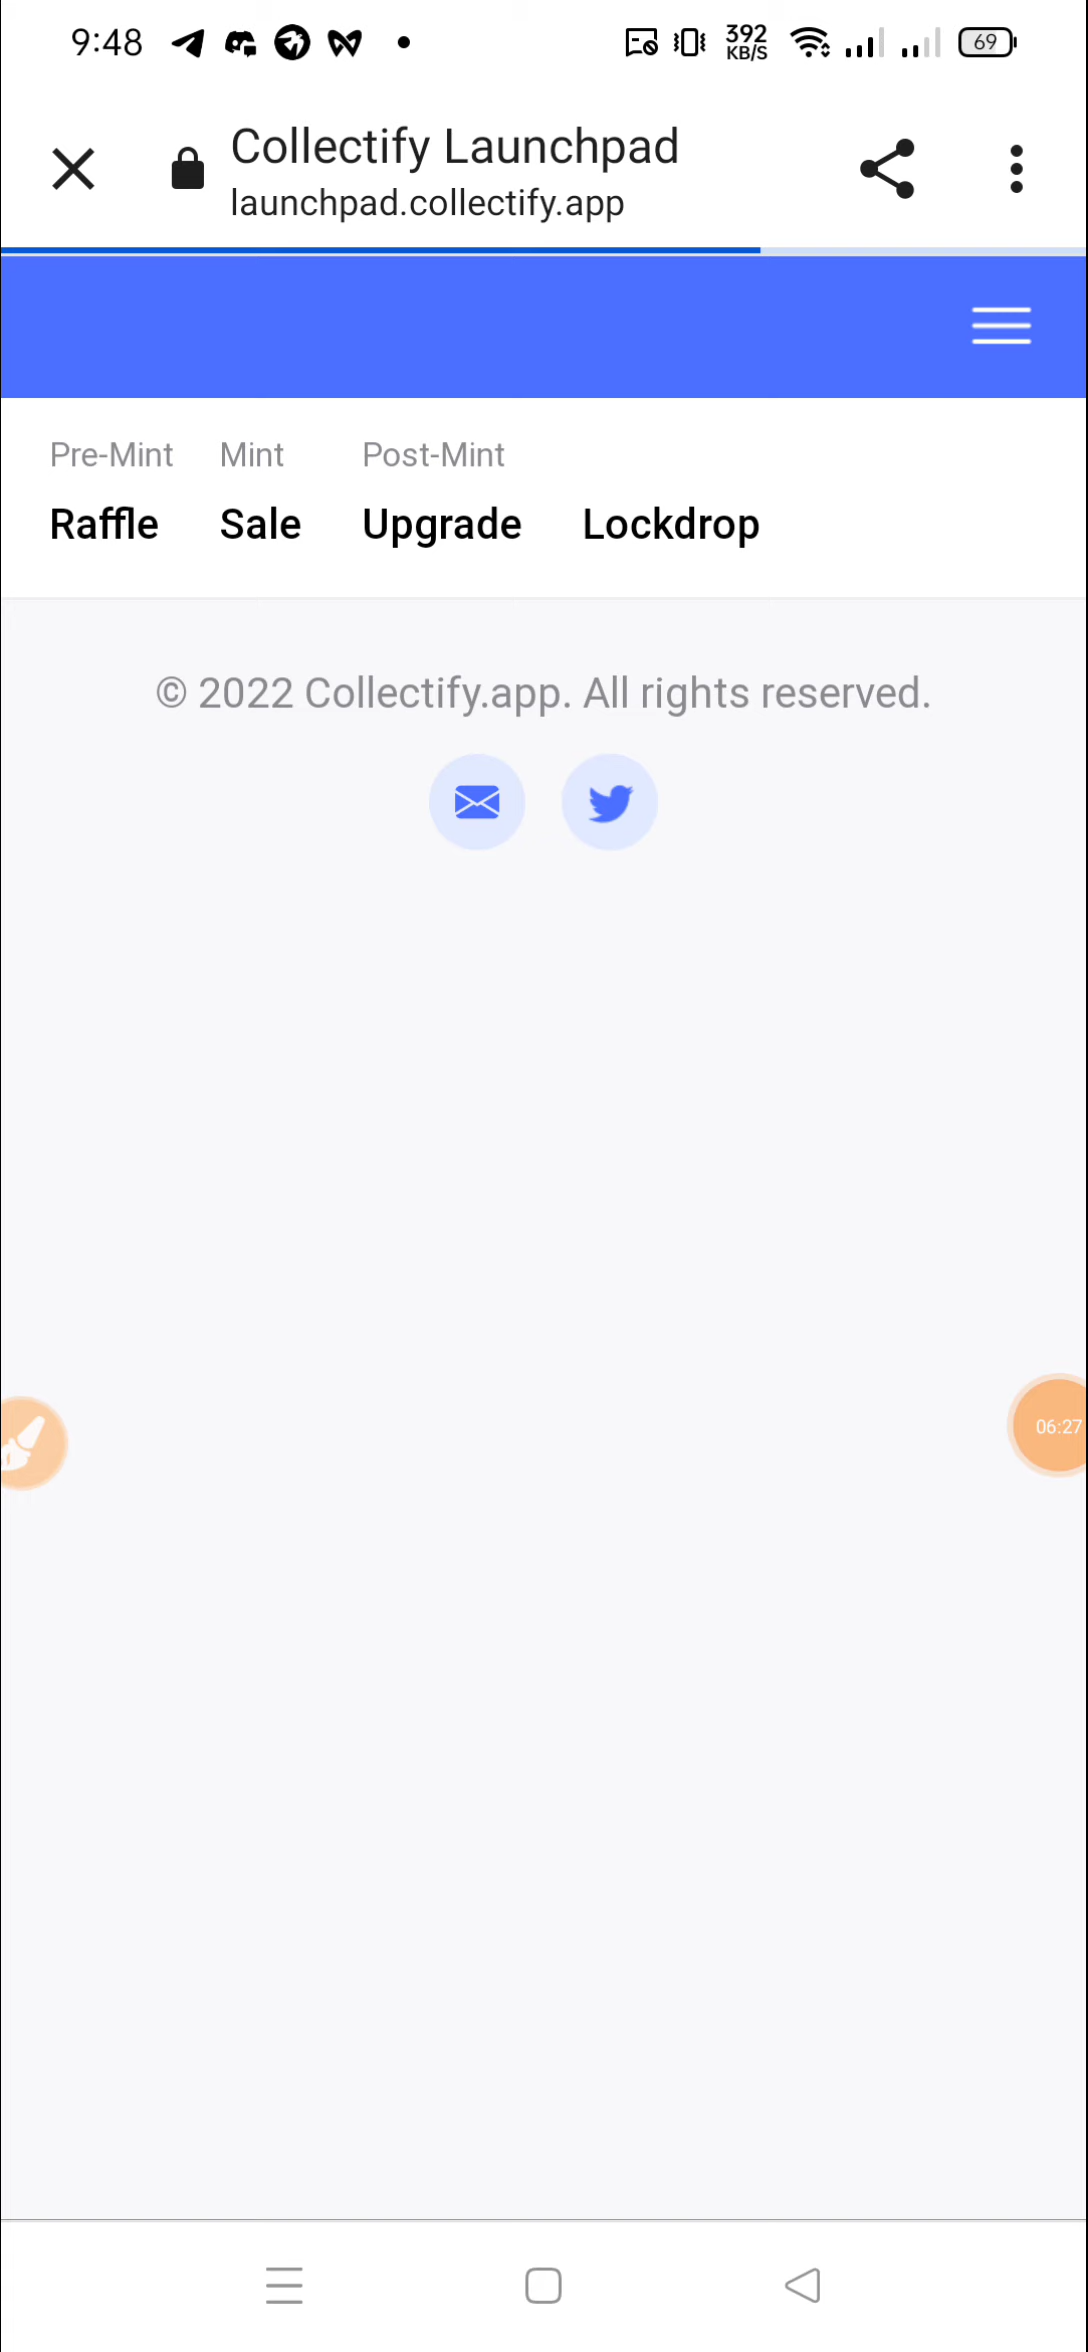 9:48
392
KB/S
69
Collectify Launchpad
launchpad.collectify.app
Pre-Mint Mint Post-Mint
Raffle Sale Upgrade Lockdrop
© 2022 Collectify.app. All rights reserved.
06:27